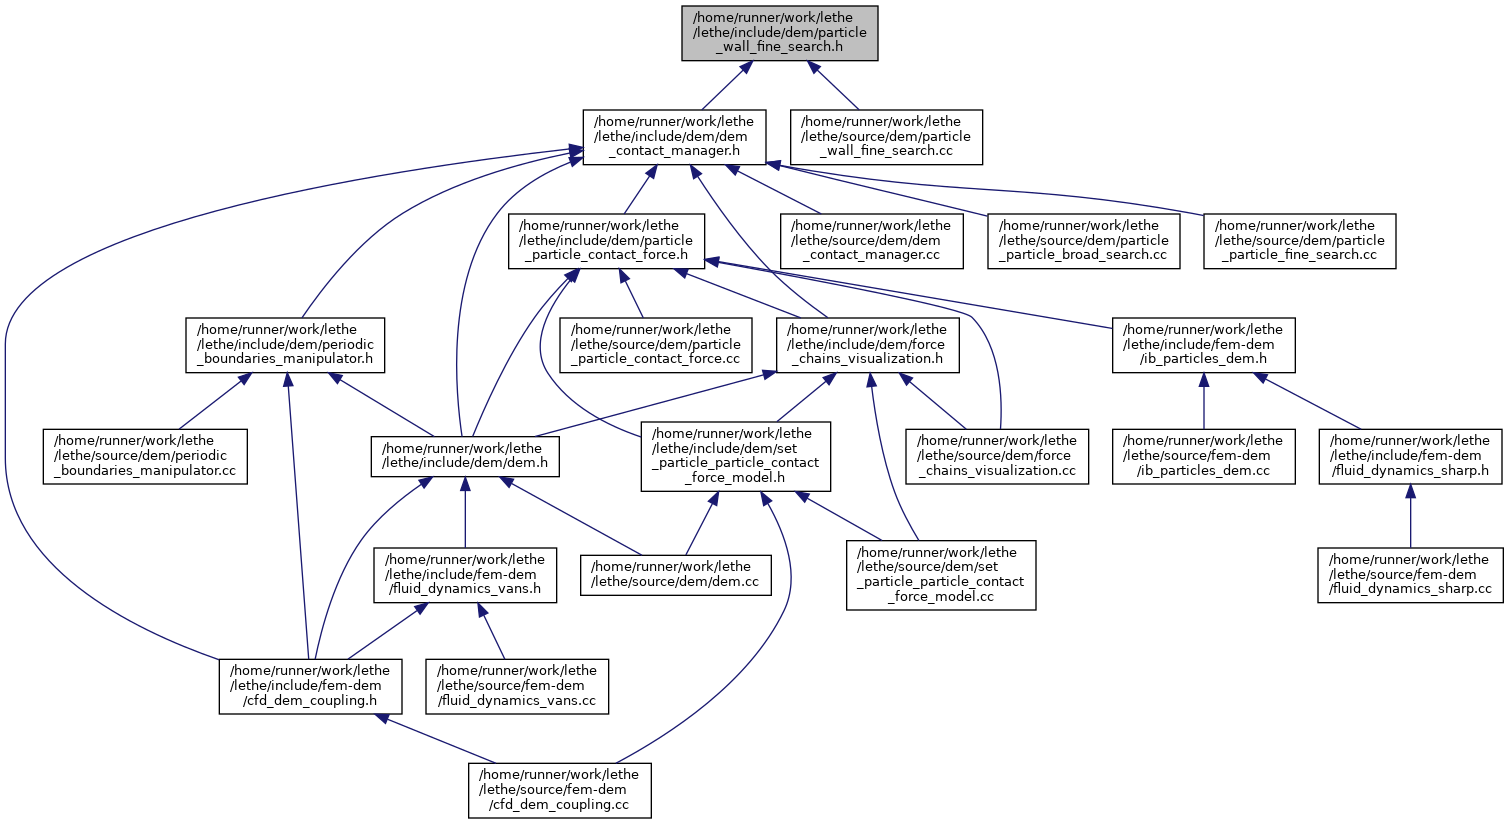 /home/runner/work/lethe
/lethe/include/dem/particle
_wall_fine_search.h
/home/runner/work/lethe
/lethe/include/dem/dem
_contact_manager.h
/home/runner/work/lethe
/lethe/source/dem/particle
_wall_fine_search.cc
/home/runner/work/lethe
/lethe/include/dem/particle
_particle_contact_force.h
/home/runner/work/lethe
/lethe/source/dem/dem
_contact_manager.cc
/home/runner/work/lethe
/lethe/source/dem/particle
_particle_broad_search.cc
/home/runner/work/lethe
/lethe/source/dem/particle
_particle_fine_search.cc
/home/runner/work/lethe
/lethe/include/dem/periodic
_boundaries_manipulator.h
/home/runner/work/lethe
/lethe/source/dem/particle
_particle_contact_force.cc
/home/runner/work/lethe
/lethe/include/dem/force
_chains_visualization.h
/home/runner/work/lethe
/lethe/include/fem-dem
/ib_particles_dem.h
/home/runner/work/lethe
/lethe/source/dem/periodic
_boundaries_manipulator.cc
/home/runner/work/lethe
/lethe/include/dem/dem.h
/home/runner/work/lethe
/lethe/include/dem/set
_particle_particle_contact
_force_model.h
/home/runner/work/lethe
/lethe/source/dem/force
_chains_visualization.cc
/home/runner/work/lethe
/lethe/source/fem-dem
/ib_particles_dem.cc
/home/runner/work/lethe
/lethe/include/fem-dem
/fluid_dynamics_sharp.h
/home/runner/work/lethe
/lethe/include/fem-dem
/fluid_dynamics_vans.h
/home/runner/work/lethe
/lethe/source/dem/dem.cc
/home/runner/work/lethe
/lethe/source/dem/set
_particle_particle_contact
_force_model.cc
/home/runner/work/lethe
/lethe/source/fem-dem
/fluid_dynamics_sharp.cc
/home/runner/work/lethe
/lethe/include/fem-dem
/cfd_dem_coupling.h
/home/runner/work/lethe
/lethe/source/fem-dem
/fluid_dynamics_vans.cc
/home/runner/work/lethe
/lethe/source/fem-dem
/cfd_dem_coupling.cc